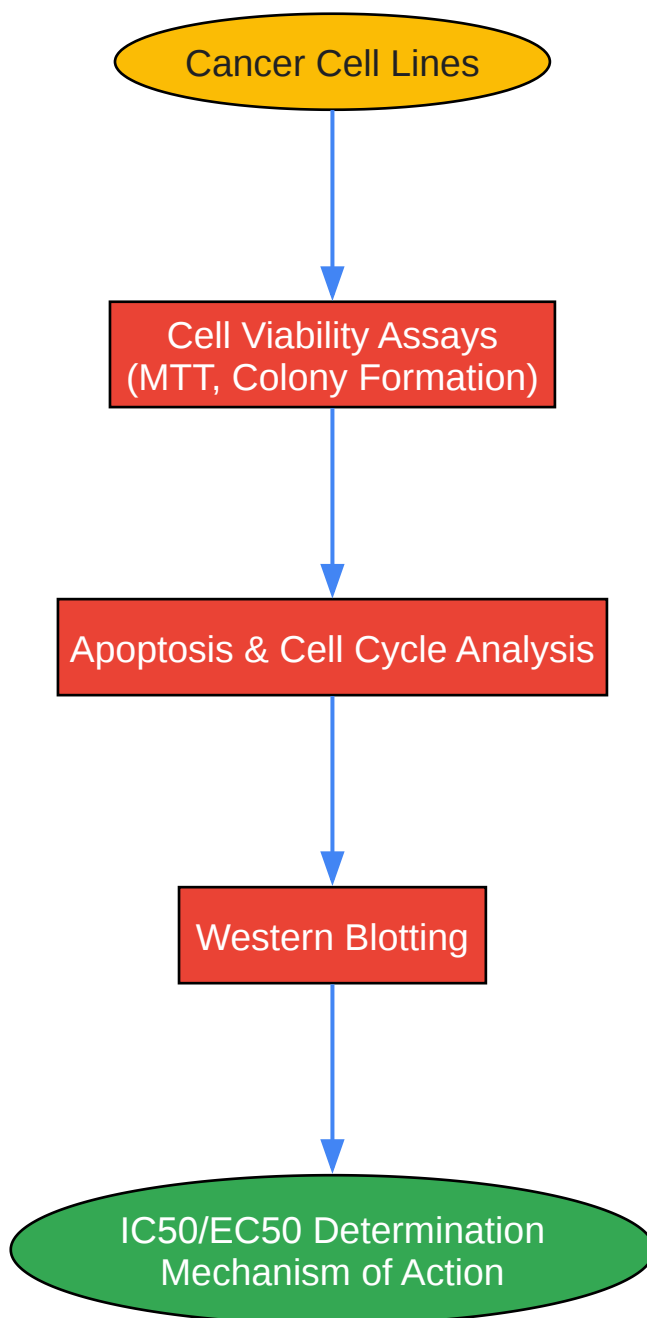 Cancer Cell Lines
Cell Viability Assays
(MTT, Colony Formation)
Apoptosis & Cell Cycle Analysis
Western Blotting
IC50/EC50 Determination
Mechanism of Action